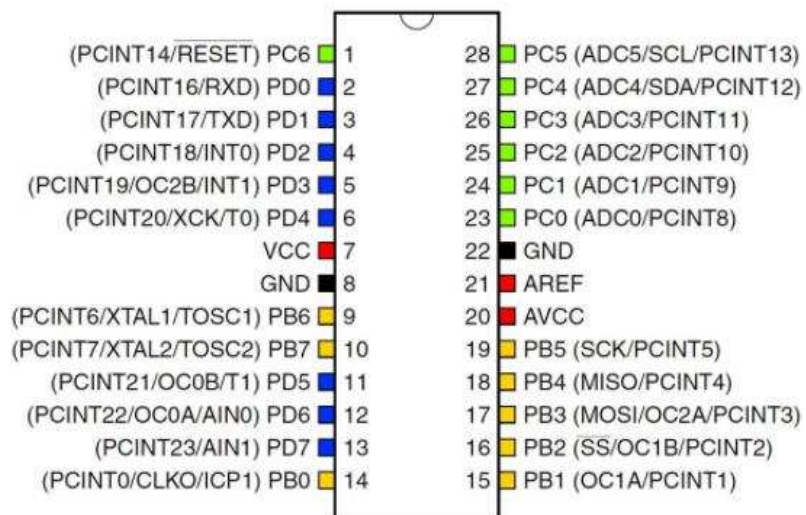 (PCINT14/RESET) PC6 1 28 PC5 (ADC5/SCL/PCINT13)
(PCINT16/RXD) PD0 2 27 PC4 (ADC4/SDA/PCINT12)
(PCINT17/TXD) PD1 3 26 PC3 (ADC3/PCINT11)
(PCINT18/INT0) PD2 4 25 PC2 (ADC2/PCINT10)
(PCINT19/OC2B/INT1) PD3 5 24 PC1 (ADC1/PCINT9)
(PCINT20/XCK/T0) PD4 6 23 PC0 (ADC0/PCINT8)
VCC 7 22 GND
GND 8 21 AREF
(PCINT6/XTAL1/TOSC1) PB6 9 20 AVCC
(PCINT7/XTAL2/TOSC2) PB7 10 19 PB5 (SCK/PCINT5)
(PCINT21/OC0B/T1) PD5 11 18 PB4 (MISO/PCINT4)
(PCINT22/OC0A/AIN0) PD6 12 17 PB3 (MOSI/OC2A/PCINT3)
(PCINT23/AIN1) PD7 13 16 PB2 (SS/OC1B/PCINT2)
(PCINT0/CLKO/ICP1) PB0 14 15 PB1 (OC1A/PCINT1)